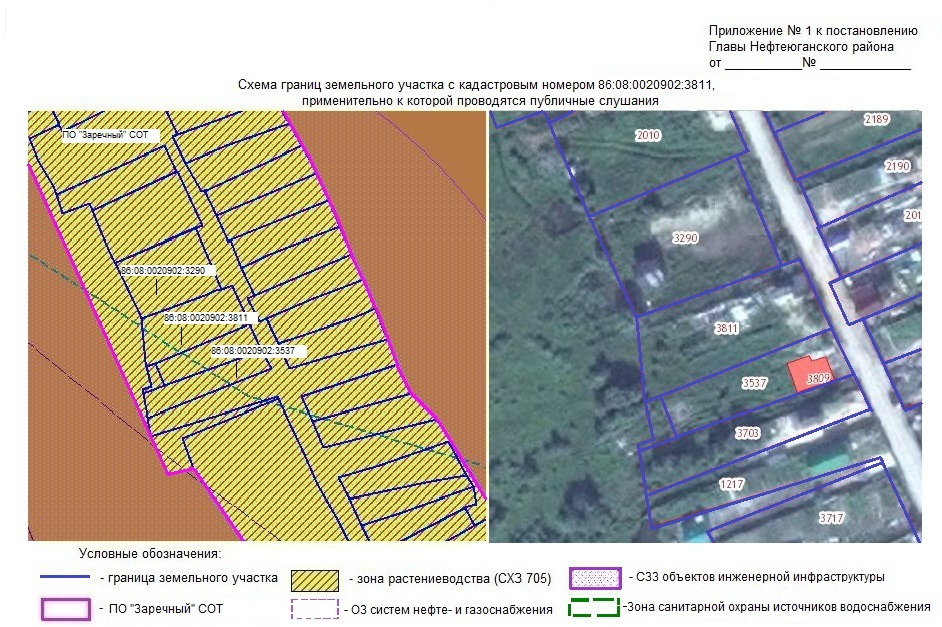 Приложение № 1 к постановлению
Главы Нефтеюганского района
от ___________№ _____________
Схема границ земельного участка с кадастровым номером 86:08:0020902:3811,
применительно к которой проводятся публичные слушания
ПО "Заречный" СОТ
86:08:0020902:3290
86:08:0020902:3811
86:08:0020902:3537
2010
2189
2190
201
3290
3811
3537
3809
3703
1217
3717
Условные обозначения:
- граница земельного участка
- зона растениеводства (СХЗ 705)
- СЗЗ объектов инженерной инфраструктуры
- ПО "Заречный" СОТ
- ОЗ систем нефте- и газоснабжения
-Зона санитарной охраны источников водоснабжения